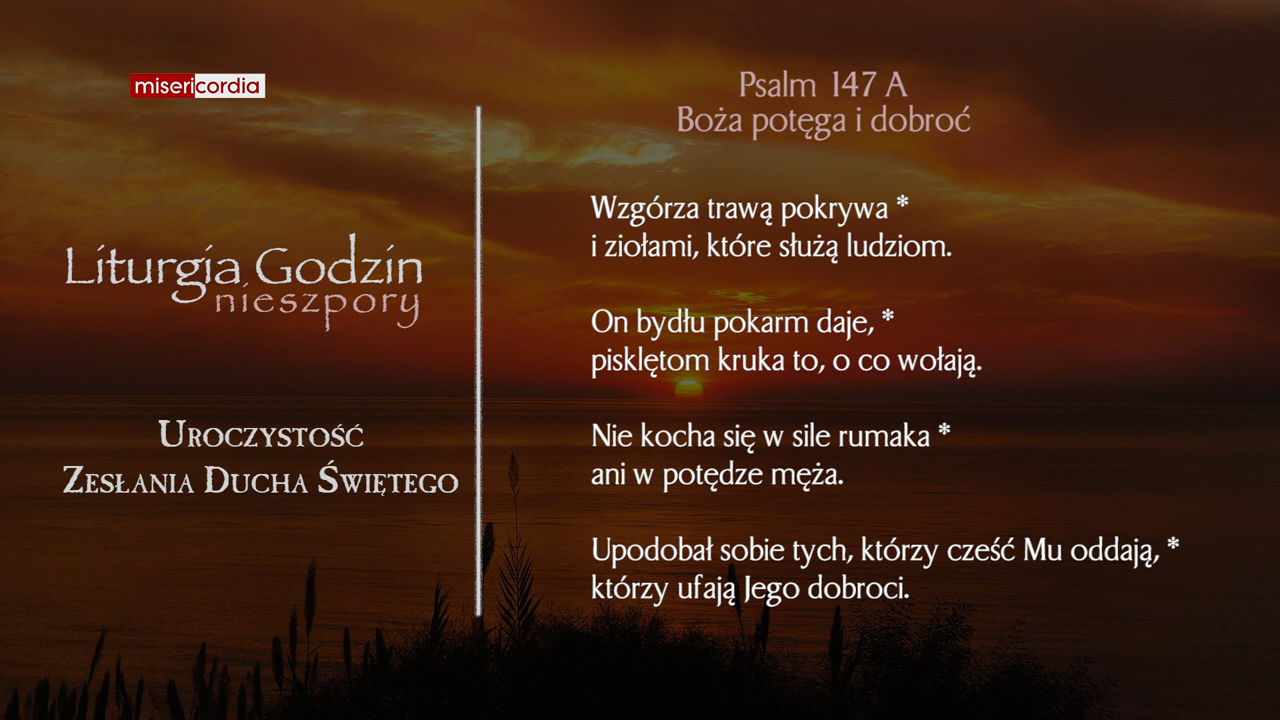 misericordia
Liturgia Godzin
nieszpory
Uroczystość
Zesłania Ducha Świętego
Psalm 147 A
Boża potęga i dobroć
Wzgórza trawą pokrywa *
i ziołami, które służą ludziom.
On bydłu pokarm daje, *
pisklętom kruka to, o co wołają.
Nie kocha się w sile rumaka *
ani w potędze męża.
Upodobał sobie tych, którzy cześć Mu oddają, *
którzy ufają Jego dobroci.